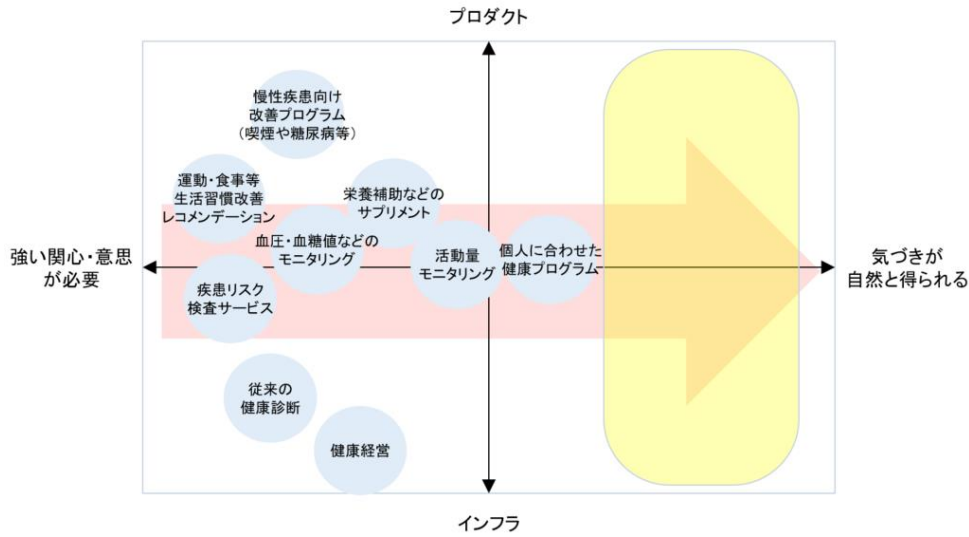 プロダクト
慢性疾患向け
改善プログラム
(喫煙や糖尿病等)
運動・食事等
生活習慣改善
レコメンデーション
栄養補助などの
サプリメント
血圧・血糖値などの
モニタリング
活動量
モニタリング
個人に合わせた
健康プログラム
強い関心・意思
が必要
気づきが
自然と得られる
疾患リスク
検査サービス
従来の
健康診断
健康経営
インフラ